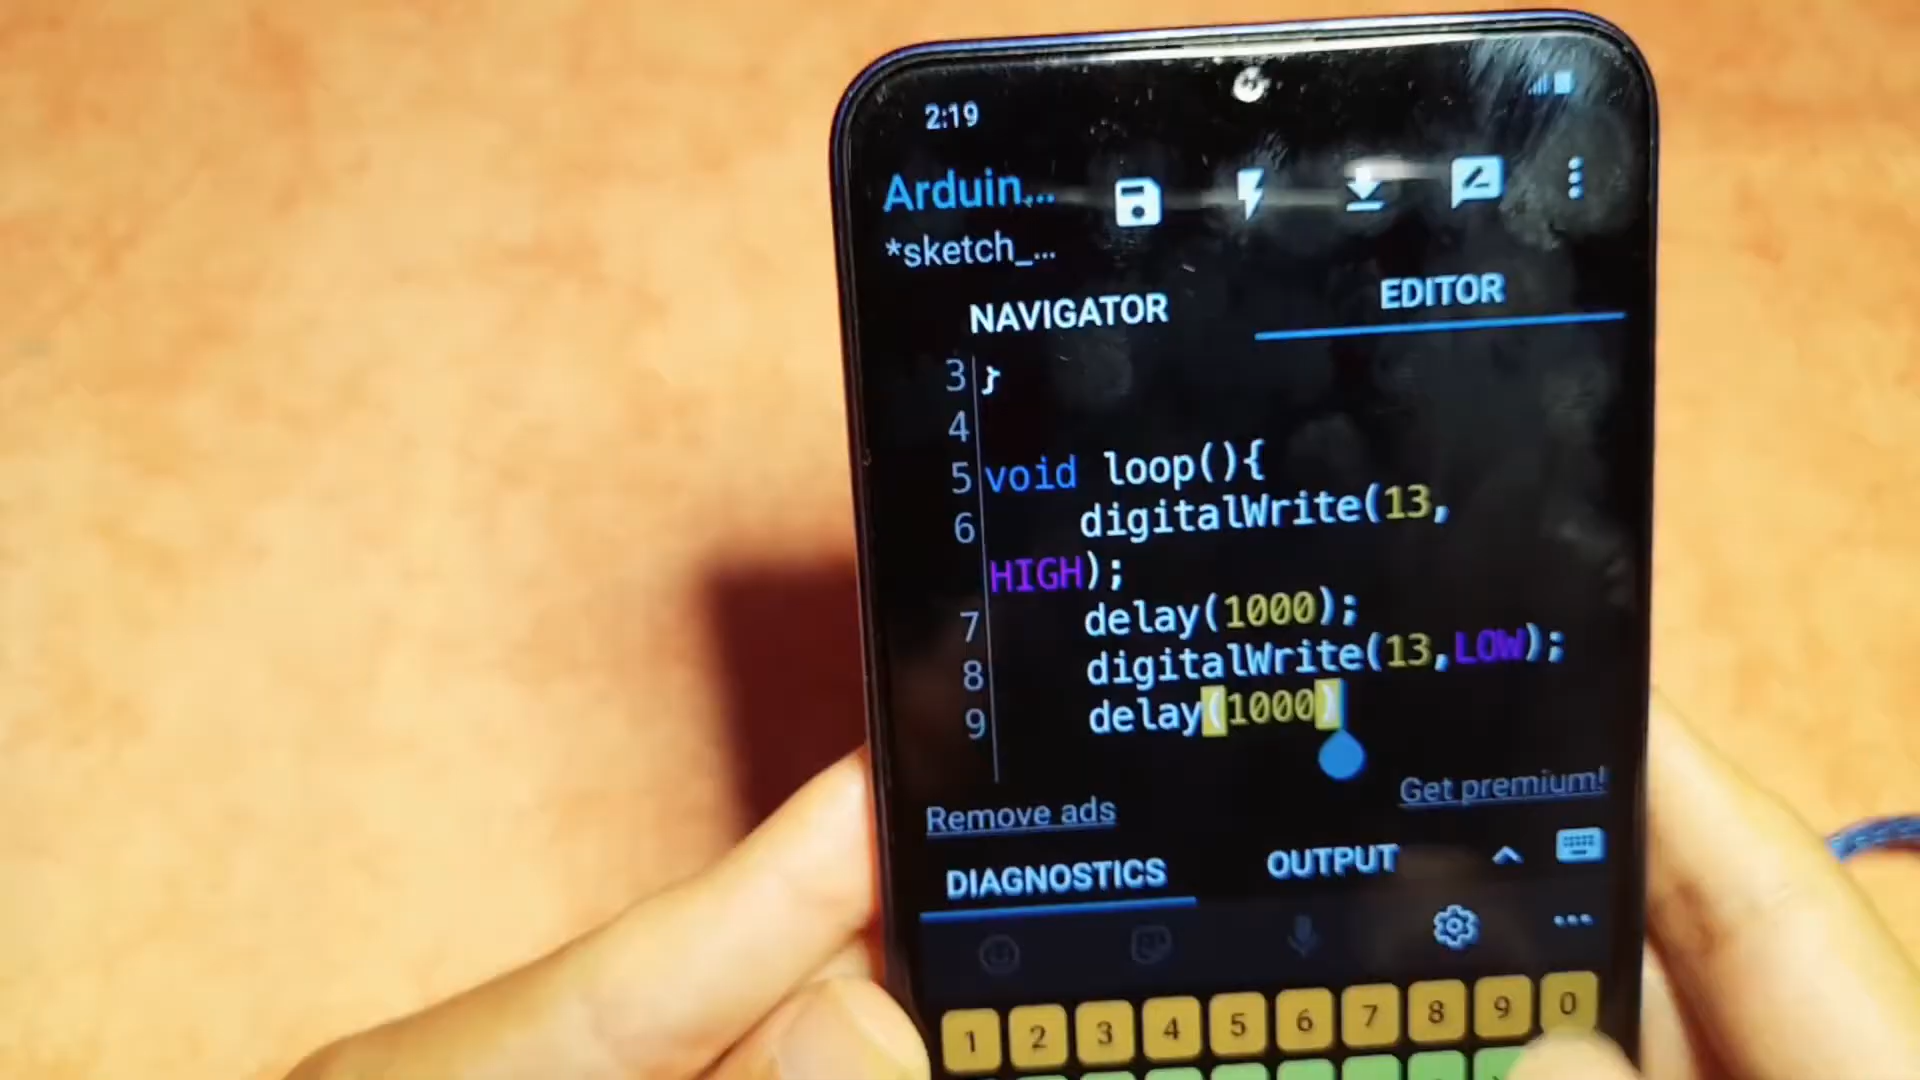 2:19
Arduin...
*sketch_...
NAVIGATOR
EDITOR
3 }
4
5 void loop(){
6 digitalWrite(13,
HIGH);
7 delay(1000);
8 digitalWrite(13,LOW);
9 delay(1000)
Remove ads
Get premium!
DIAGNOSTICS
OUTPUT
1 2 3 4 5 6 7 8 9 0